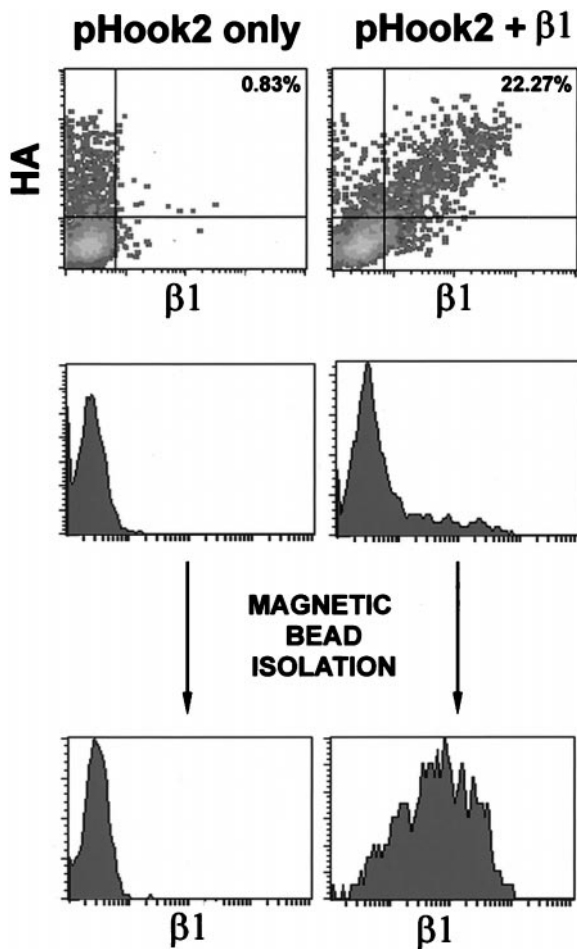 pHook2 only
pHook2 + β1
0.83%
22.27%
HA
β1
β1
MAGNETIC
BEAD
ISOLATION
β1
β1